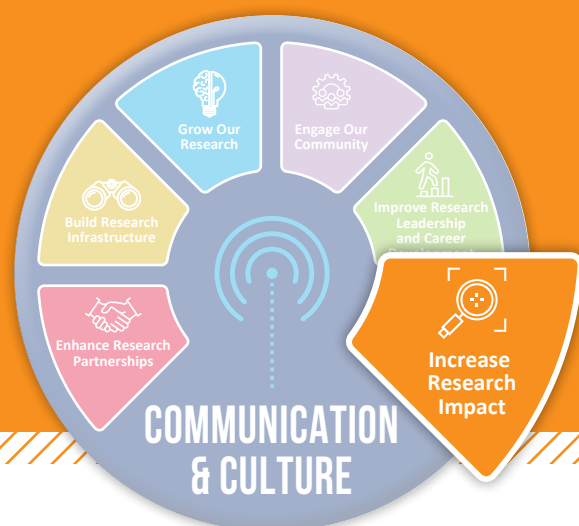 Grow Our
Research
Engage Our
Community
Build Research
Infrastructure
Improve Research
Leadership
and Career
Enhance Research
Partnerships
Increase
Research
Impact
COMMUNICATION
& CULTURE